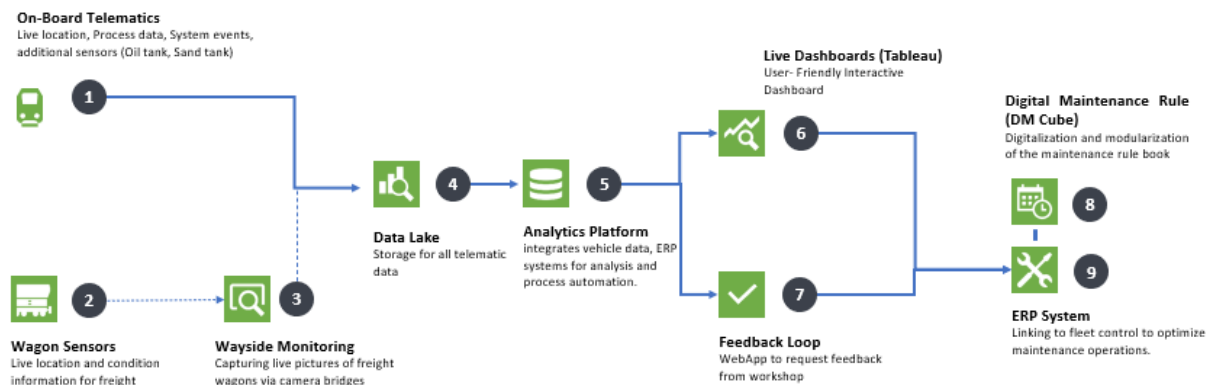 On-Board Telematics
Live location, Process data, System events,
additional sensors (Oil tank, Sand tank)
1
Live Dashboards (Tableau)
User- Friendly Interactive
Dashboard
6
Digital Maintenance Rule
(DM Cube)
Digitalization and modularization
of the maintenance rule book
4
5
8
Data Lake
Storage for all telematic
data
Analytics Platform
integrates vehicle data, ERP
systems for analysis and
process automation.
2
3
7
9
Wagon Sensors
Live location and condition
information for freight
Wayside Monitoring
Capturing live pictures of freight
wagons via camera bridges
Feedback Loop
WebApp to request feedback
from workshop
ERP System
Linking to fleet control to optimize
maintenance operations.